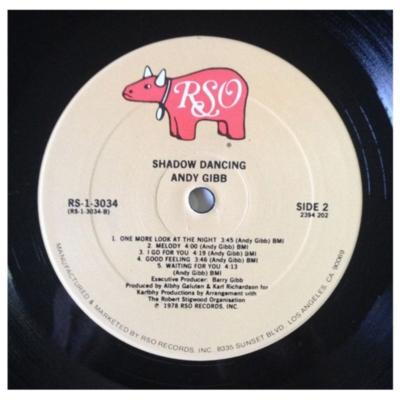 RSO
SHADOW DANCING
ANDY GIBB
RS-1-3034
(RS-1-3034-B)
SIDE 2
2394 202
1. ONE MORE LOOK AT THE NIGHT 3:45 (Andy Gibb) BMI
2. MELODY 4:00 (Andy Gibb) BMI
3. I GO FOR YOU 4:19 (Andy Gibb) BMI
4. GOOD FEELING 3:46 (Andy Gibb) BMI
5. WAITING FOR YOU 4:13
(Andy Gibb) BMI
Executive Producer: Barry Gibb
Produced by Albhy Galuten & Karl Richardson for
Karlbhy Productions by Arrangement with
The Robert Stigwood Organisation
℗ 1978 RSO RECORDS, INC.
MANUFACTURED & MARKETED BY RSO RECORDS, INC. 8335 SUNSET BLVD. LOS ANGELES, CA. 90069